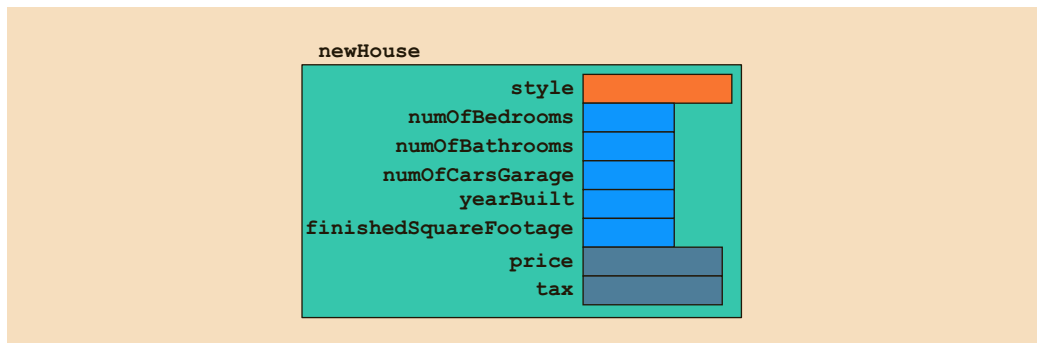 newHouse
style
numOfBedrooms
numOfBathrooms
numOfCarsGarage
yearBuilt
finishedSquareFootage
price
tax